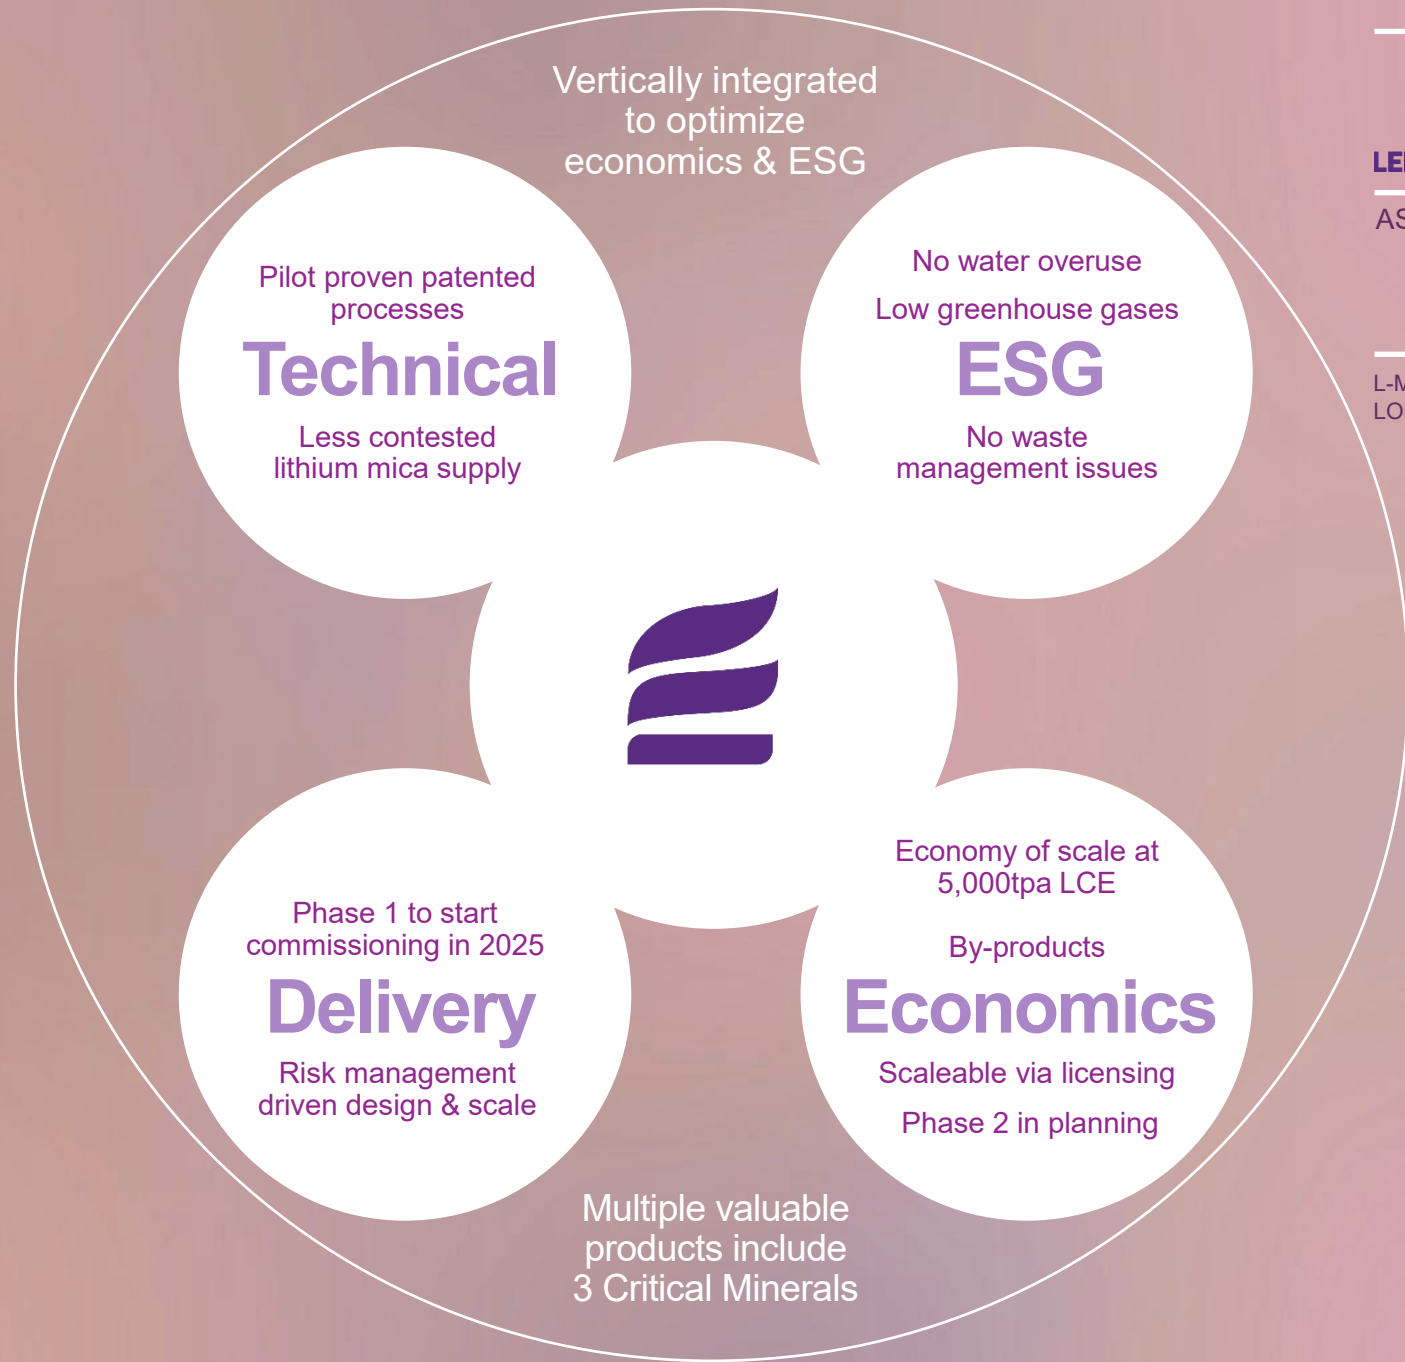 Vertically integrated
to optimize
economics & ESG
Pilot proven patented
processes
Technical
Less contested
lithium mica supply
No water overuse
Low greenhouse gases
ESG
No waste
management issues
Phase 1 to start
commissioning in 2025
Delivery
Risk management
driven design & scale
Economy of scale at
5,000tpa LCE
By-products
Economics
Scaleable via licensing
Phase 2 in planning
Multiple valuable
products include
3 Critical Minerals